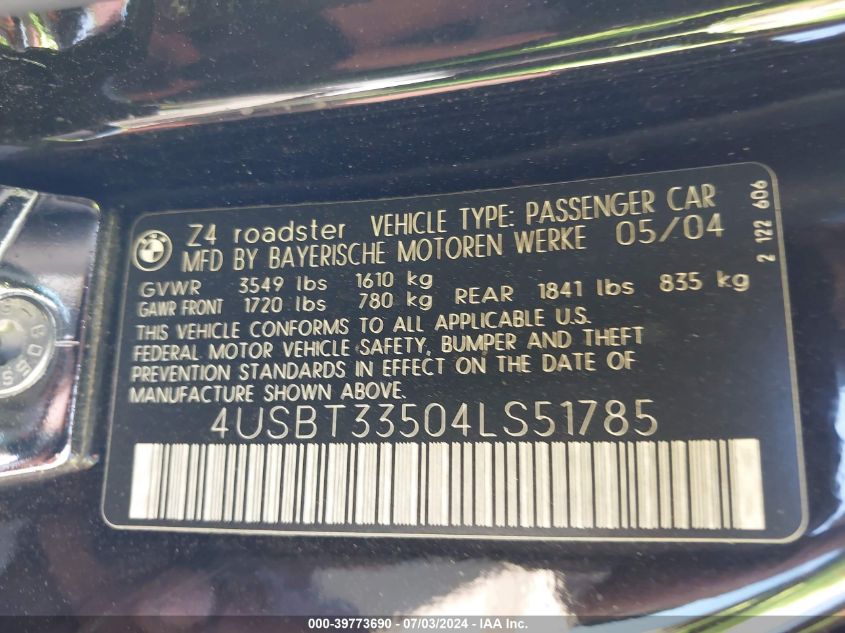 Z4 roadster VEHICLE TYPE: PASSENGER CAR
MFD BY BAYERISCHE MOTOREN WERKE 05/04
GVWR 3549 lbs 1610 kg
GAWR FRONT 1720 lbs 780 kg REAR 1841 lbs 835 kg
THIS VEHICLE CONFORMS TO ALL APPLICABLE U.S.
FEDERAL MOTOR VEHICLE SAFETY, BUMPER AND THEFT
PREVENTION STANDARDS IN EFFECT ON THE DATE OF
MANUFACTURE SHOWN ABOVE.
4USBT33504LS51785
2 122 606
000-39773690 - 07/03/2024 - IAA, Inc.